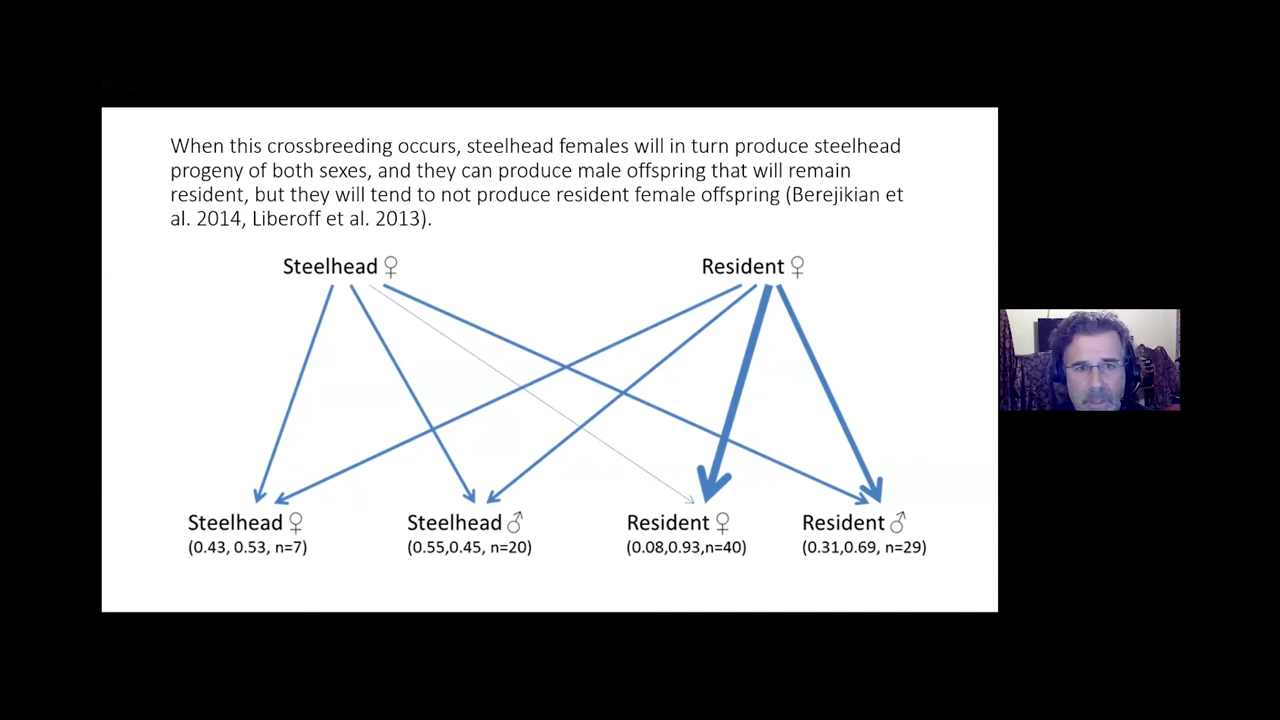 When this crossbreeding occurs, steelhead females will in turn produce steelhead
progeny of both sexes, and they can produce male offspring that will remain
resident, but they will tend to not produce resident female offspring (Berejikian et
al. 2014, Liberoff et al. 2013).
Steelhead ♀ Resident ♀
Steelhead ♀ Steelhead ♂ Resident ♀ Resident ♂
(0.43, 0.53, n=7) (0.55,0.45, n=20) (0.08,0.93,n=40) (0.31,0.69, n=29)